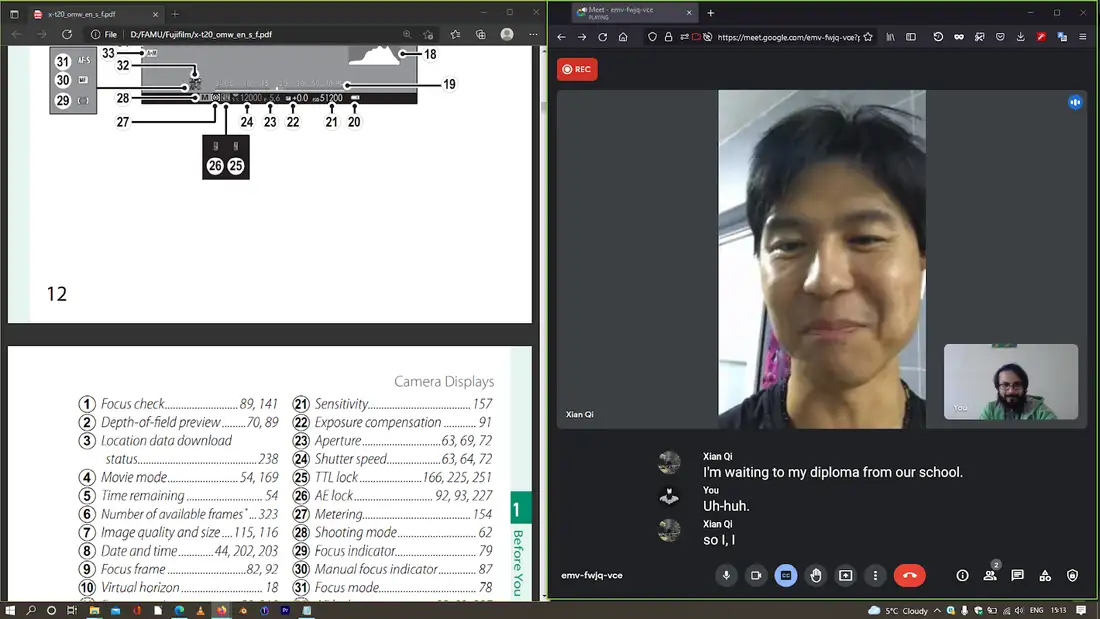 x-t20_omw_en_s_f.pdf
File D:/FAMU/Fujifilm/x-t20_omw_en_s_f.pdf
33
18
31 AF-S
32
30 MF
19
29
28
12000 5.6 +0.0 ISO 51200
27
24 23 22 21 20
26 25
12
Camera Displays
1 Focus check 89, 141
2 Depth-of-field preview 70, 89
3 Location data download
status 238
4 Movie mode 54, 169
5 Time remaining 54
6 Number of available frames* 323
7 Image quality and size 115, 116
8 Date and time 44, 202, 203
9 Focus frame 82, 92
10 Virtual horizon 18
21 Sensitivity 157
22 Exposure compensation 91
23 Aperture 63, 69, 72
24 Shutter speed 63, 64, 72
25 TTL lock 166, 225, 251
26 AE lock 92, 93, 227
27 Metering 154
28 Shooting mode 62
29 Focus indicator 79
30 Manual focus indicator 87
31 Focus mode 78
1
Before You
Meet - emv-fwjq-vce
PLAYING
https://meet.google.com/emv-fwjq-vce?p
REC
Xian Qi
You
Xian Qi
I'm waiting to my diploma from our school.
You
Uh-huh.
Xian Qi
so I, I
emv-fwjq-vce
2
5°C Cloudy ENG 15:13